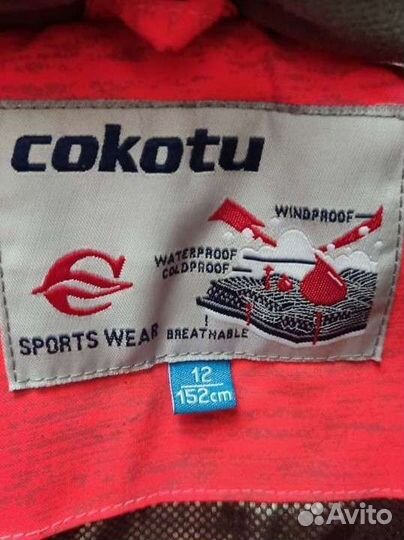 cokotu
WINDPROOF
WATERPROOF
COLDPROOF
SPORTS WEAR
BREATHABLE
12
152cm
Avito